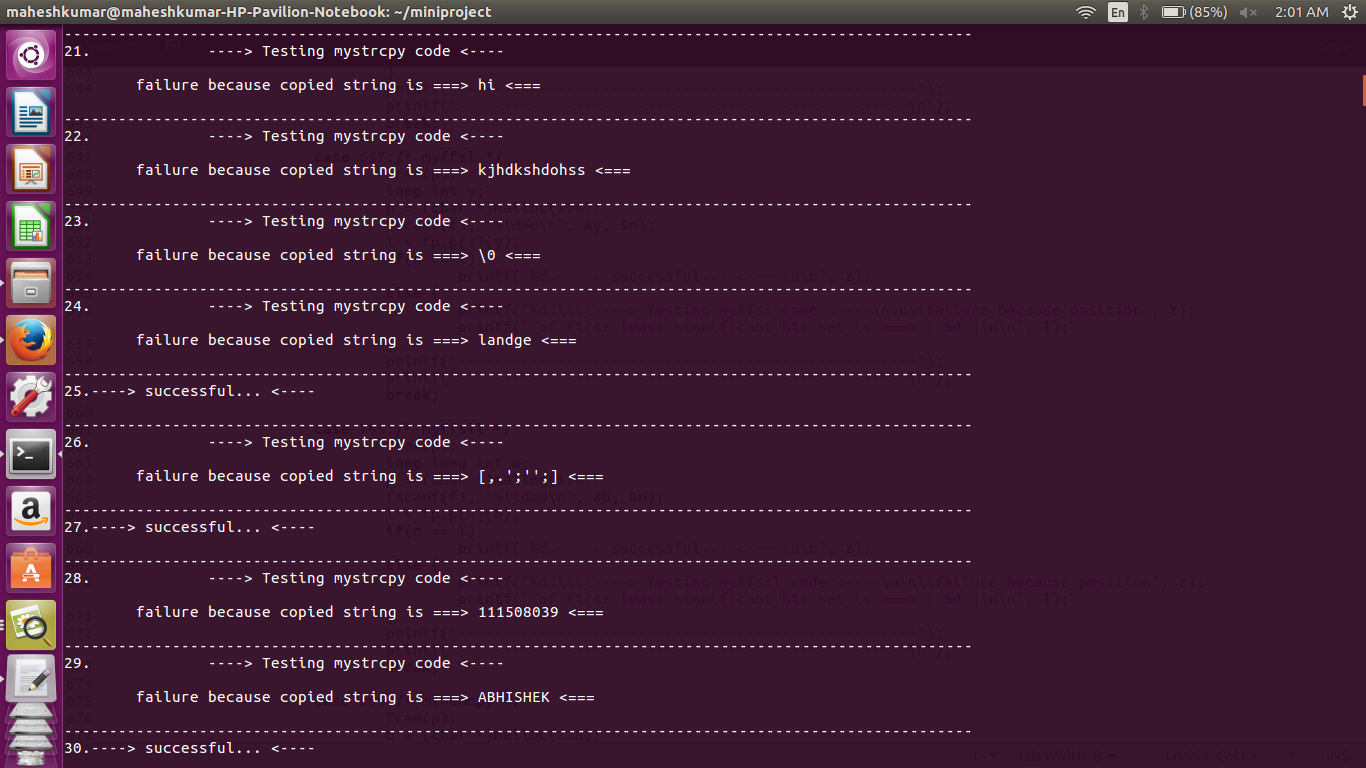 maheshkumar@maheshkumar-HP-Pavilion-Notebook: ~/miniproject En (85%) 2:01 AM
-----------------------------------------------------------------------------------------------------
21. ----> Testing mystrcpy code <----
failure because copied string is ===> hi <===
-----------------------------------------------------------------------------------------------------
22. ----> Testing mystrcpy code <----
failure because copied string is ===> kjhdkshdohss <===
-----------------------------------------------------------------------------------------------------
23. ----> Testing mystrcpy code <----
failure because copied string is ===> \0 <===
-----------------------------------------------------------------------------------------------------
24. ----> Testing mystrcpy code <----
failure because copied string is ===> landge <===
-----------------------------------------------------------------------------------------------------
25.----> successful... <----
-----------------------------------------------------------------------------------------------------
26. ----> Testing mystrcpy code <----
failure because copied string is ===> [,.';'';] <===
-----------------------------------------------------------------------------------------------------
27.----> successful... <----
-----------------------------------------------------------------------------------------------------
28. ----> Testing mystrcpy code <----
failure because copied string is ===> 111508039 <===
-----------------------------------------------------------------------------------------------------
29. ----> Testing mystrcpy code <----
failure because copied string is ===> ABHISHEK <===
-----------------------------------------------------------------------------------------------------
30.----> successful... <----